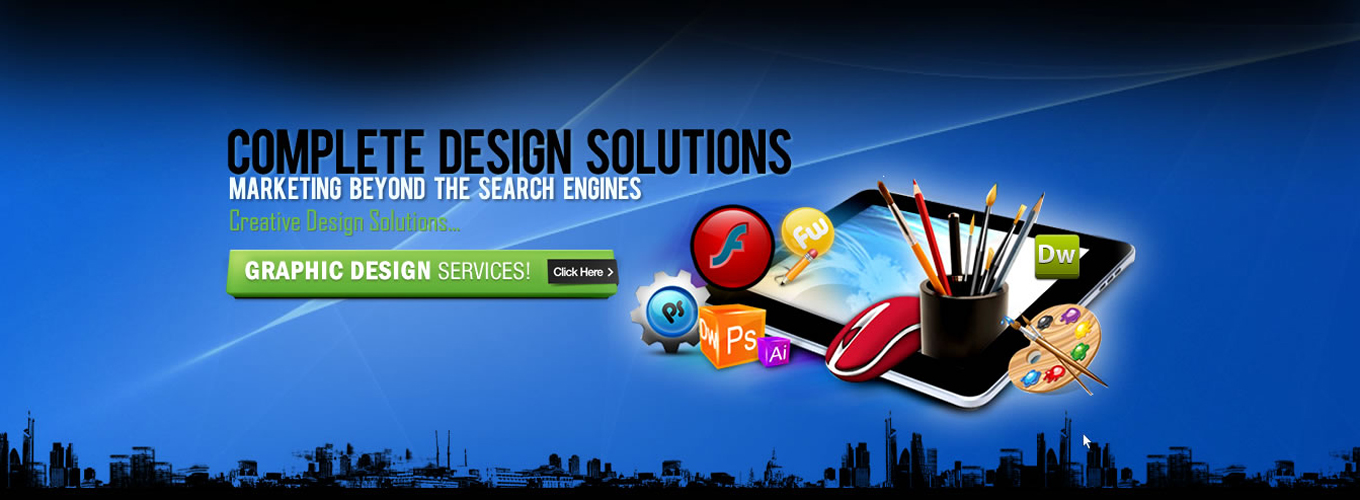 COMPLETE DESIGN SOLUTIONS
MARKETING BEYOND THE SEARCH ENGINES
Creative Design Solutions...
GRAPHIC DESIGN SERVICES!
Click Here >
Fw
Dw
Ps
Dw
Ps
Ai